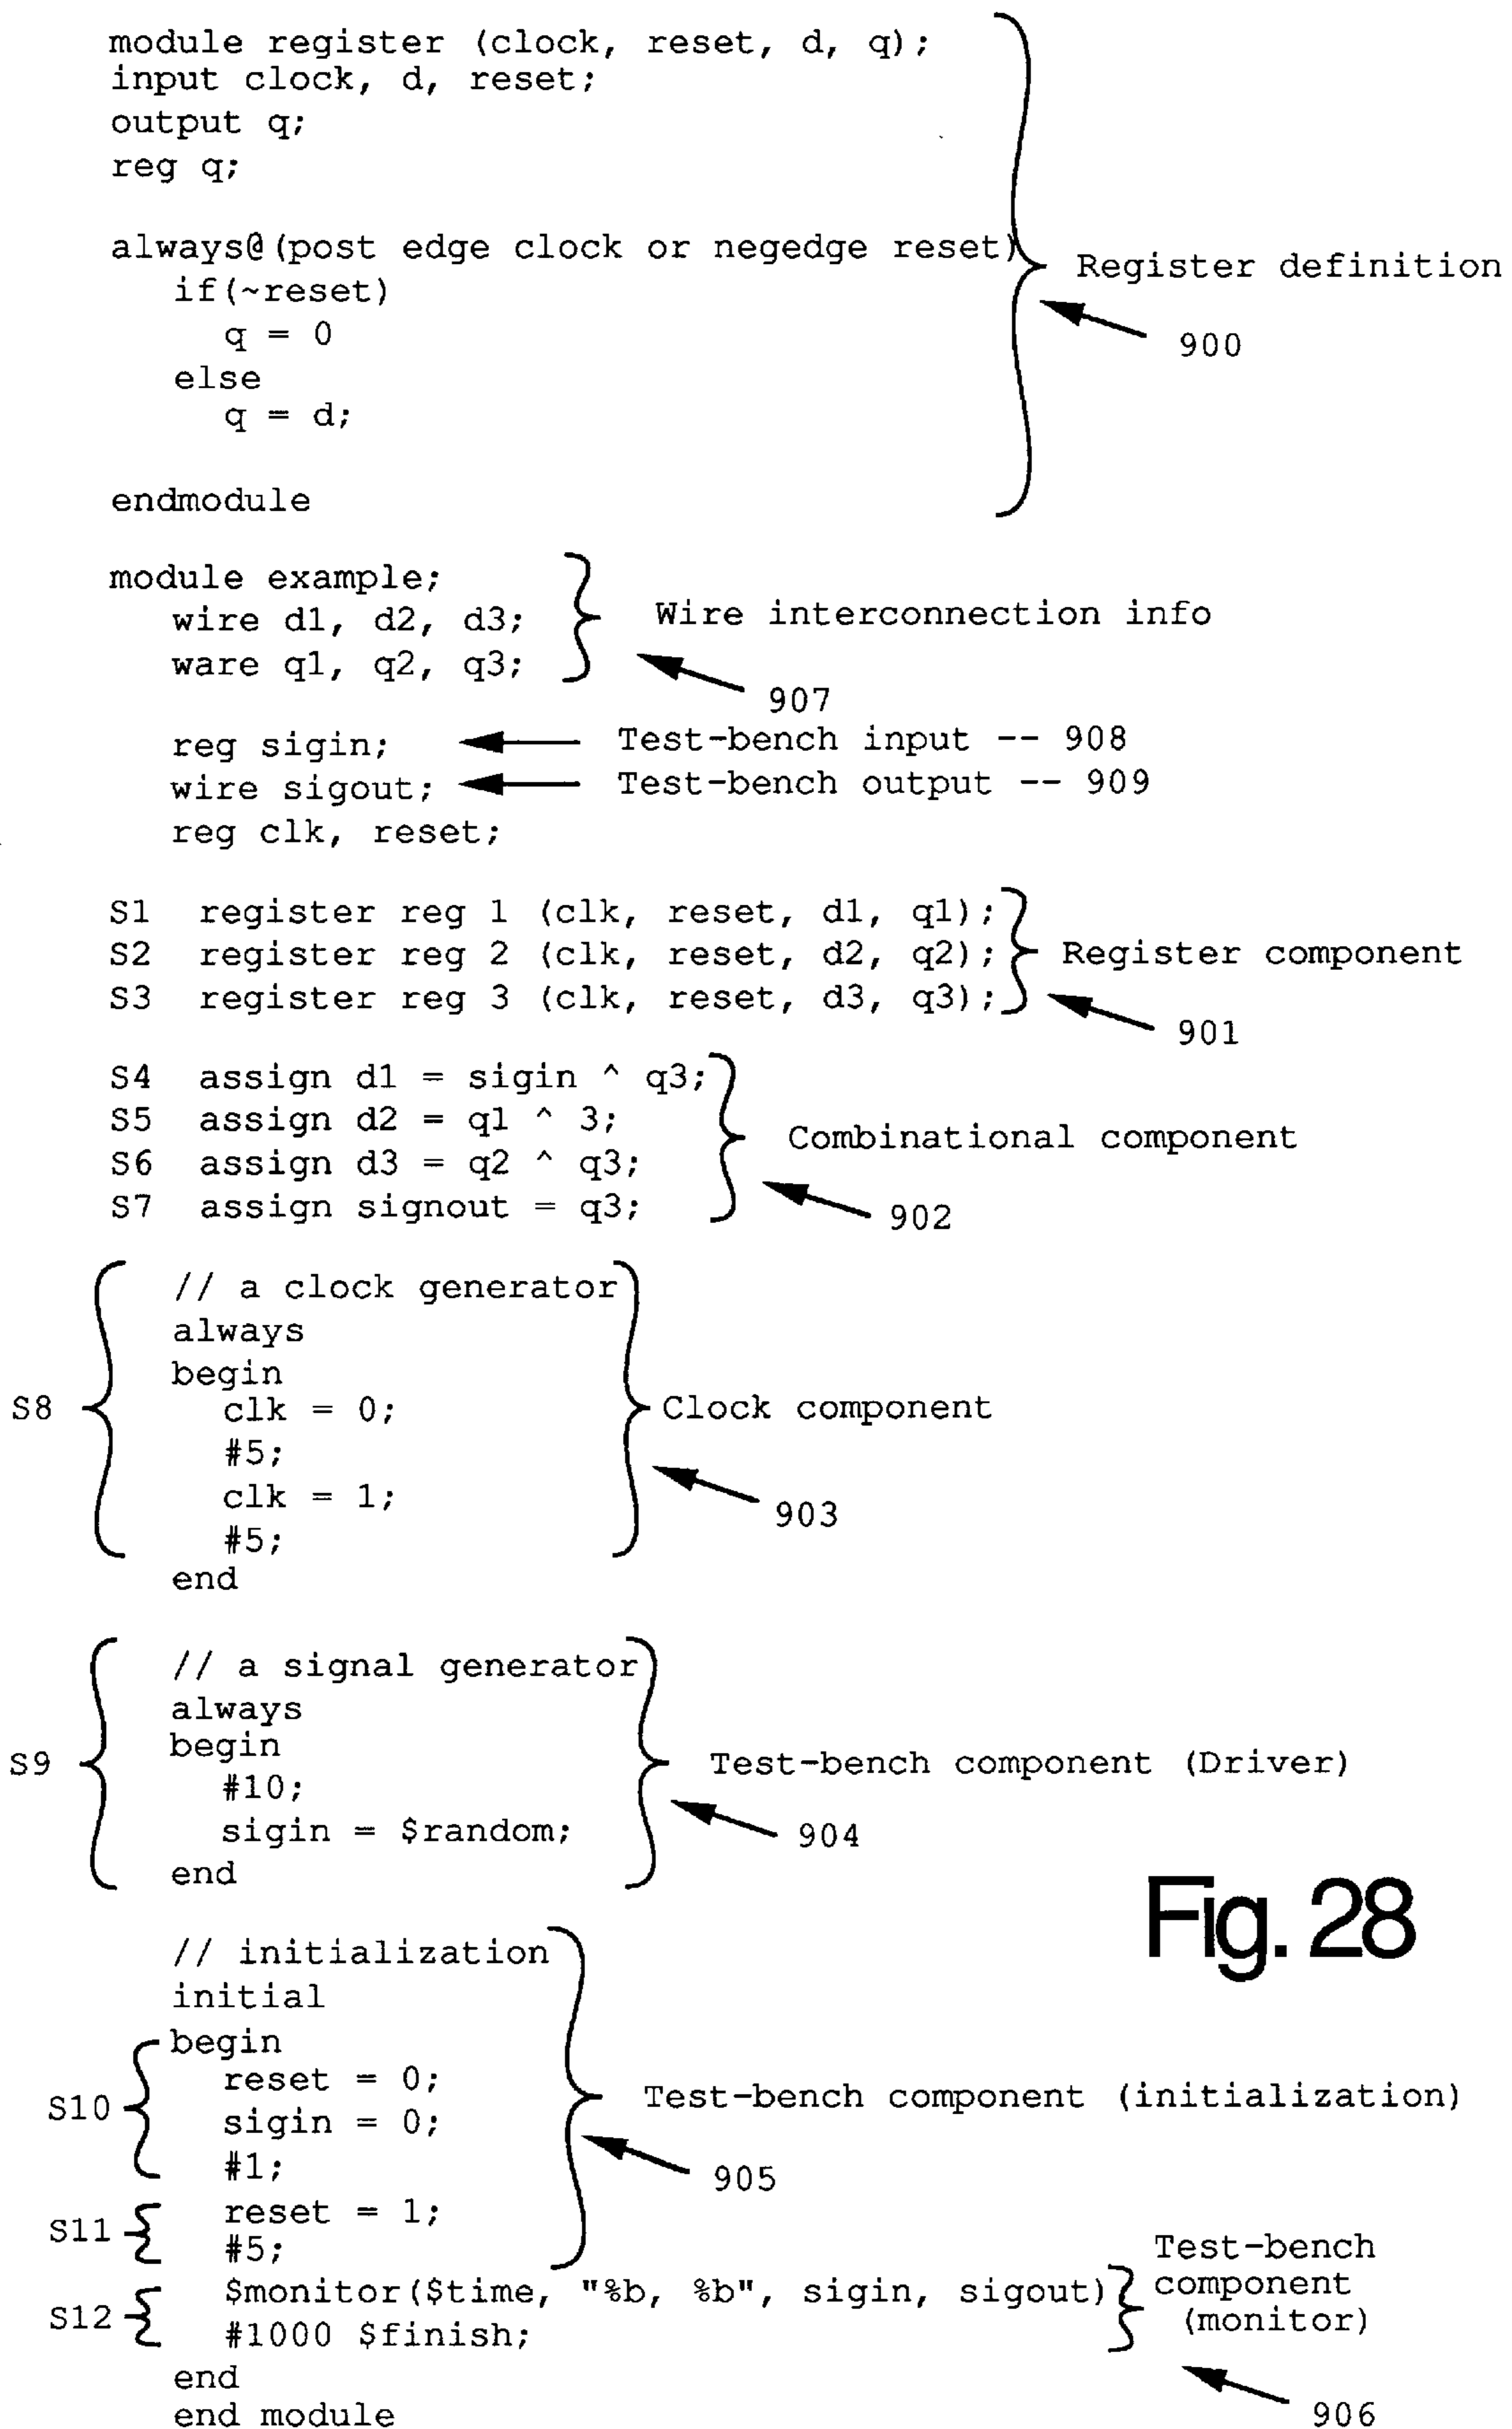 module register (clock, reset, d, q);
input clock, d, reset;
output q;
reg q;
always@(post edge clock or negedge reset)
if(~reset)
q = 0
else
q = d;
endmodule
Register definition
900
module example;
wire d1, d2, d3;
ware q1, q2, q3;
Wire interconnection info
907
reg sigin;
Test-bench input -- 908
wire sigout;
Test-bench output -- 909
reg clk, reset;
S1 register reg 1 (clk, reset, d1, q1);
S2 register reg 2 (clk, reset, d2, q2);
S3 register reg 3 (clk, reset, d3, q3);
Register component
901
S4 assign d1 = sigin ^ q3;
S5 assign d2 = q1 ^ 3;
S6 assign d3 = q2 ^ q3;
S7 assign signout = q3;
Combinational component
902
S8
// a clock generator
always
begin
clk = 0;
#5;
clk = 1;
#5;
end
Clock component
903
S9
// a signal generator
always
begin
#10;
sigin = $random;
end
Test-bench component (Driver)
904
Fig. 28
// initialization
initial
begin
S10
reset = 0;
sigin = 0;
#1;
S11
reset = 1;
#5;
Test-bench component (initialization)
905
S12
$monitor($time, "%b, %b", sigin, sigout)
#1000 $finish;
end
end module
Test-bench
component
(monitor)
906